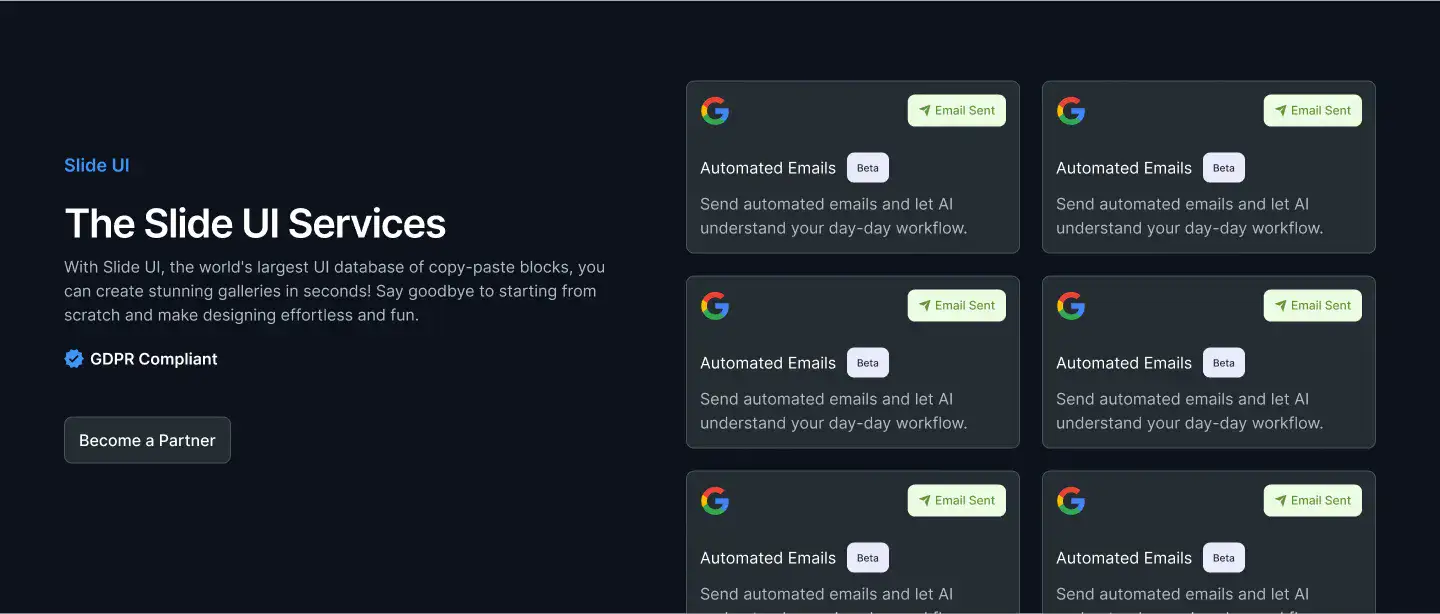 Slide UI
The Slide UI Services
With Slide UI, the world's largest UI database of copy-paste blocks, you
can create stunning galleries in seconds! Say goodbye to starting from
scratch and make designing effortless and fun.
GDPR Compliant
Become a Partner
Email Sent
Automated Emails Beta
Send automated emails and let AI
understand your day-day workflow.
Email Sent
Automated Emails Beta
Send automated emails and let AI
understand your day-day workflow.
Email Sent
Automated Emails Beta
Send automated emails and let AI
understand your day-day workflow.
Email Sent
Automated Emails Beta
Send automated emails and let AI
understand your day-day workflow.
Email Sent
Automated Emails Beta
Send automated emails and let AI
Email Sent
Automated Emails Beta
Send automated emails and let AI